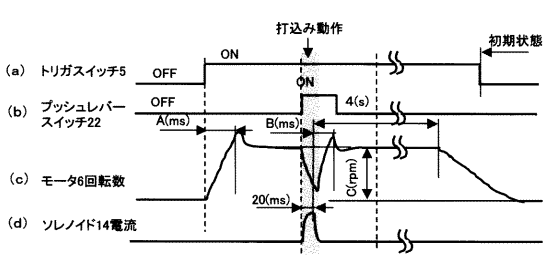 打込み動作
初期状態
ON
(a) トリガスイッチ5
OFF
ON
(b) プッシュレバースイッチ22
OFF
4(s)
A(ms)
B(ms)
(c) モータ6回転数
C(rpm)
20(ms)
(d) ソレノイド14電流